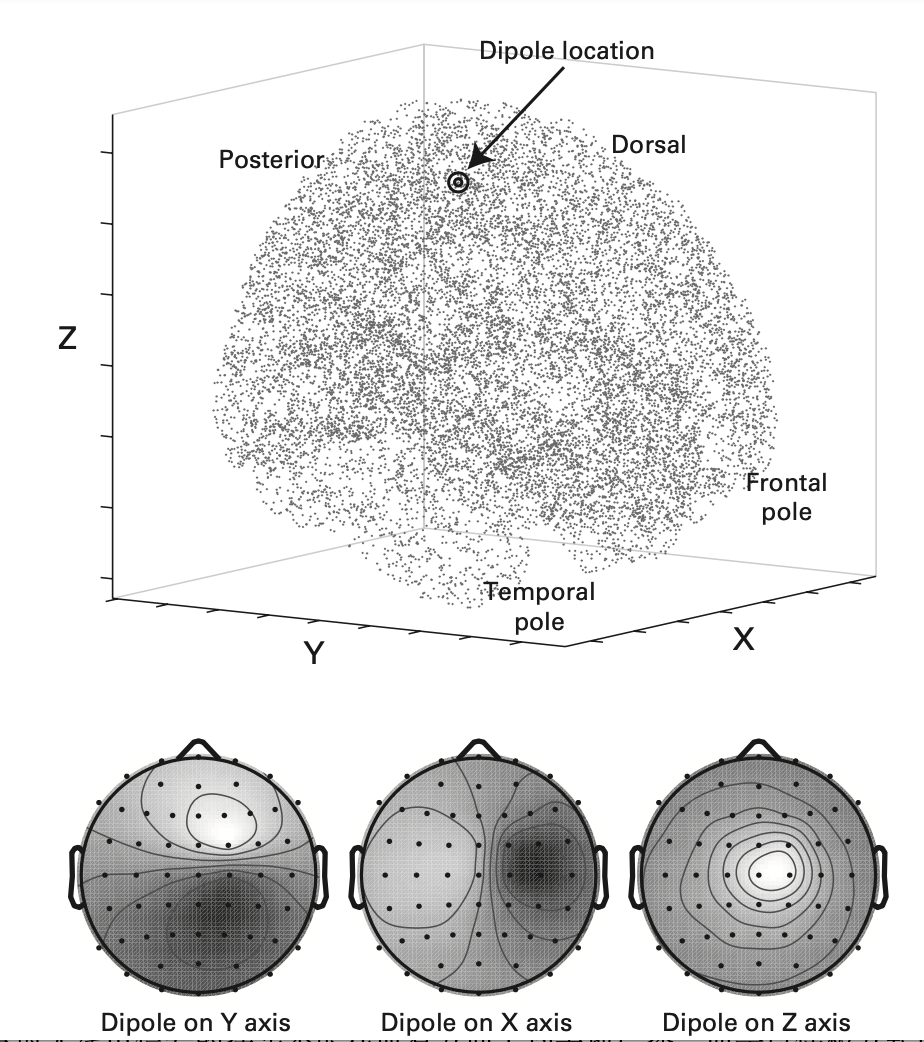 Dipole location
Posterior
Dorsal
Z
Frontal
pole
Temporal
pole
Y
X
Dipole on Y axis
Dipole on X axis
Dipole on Z axis